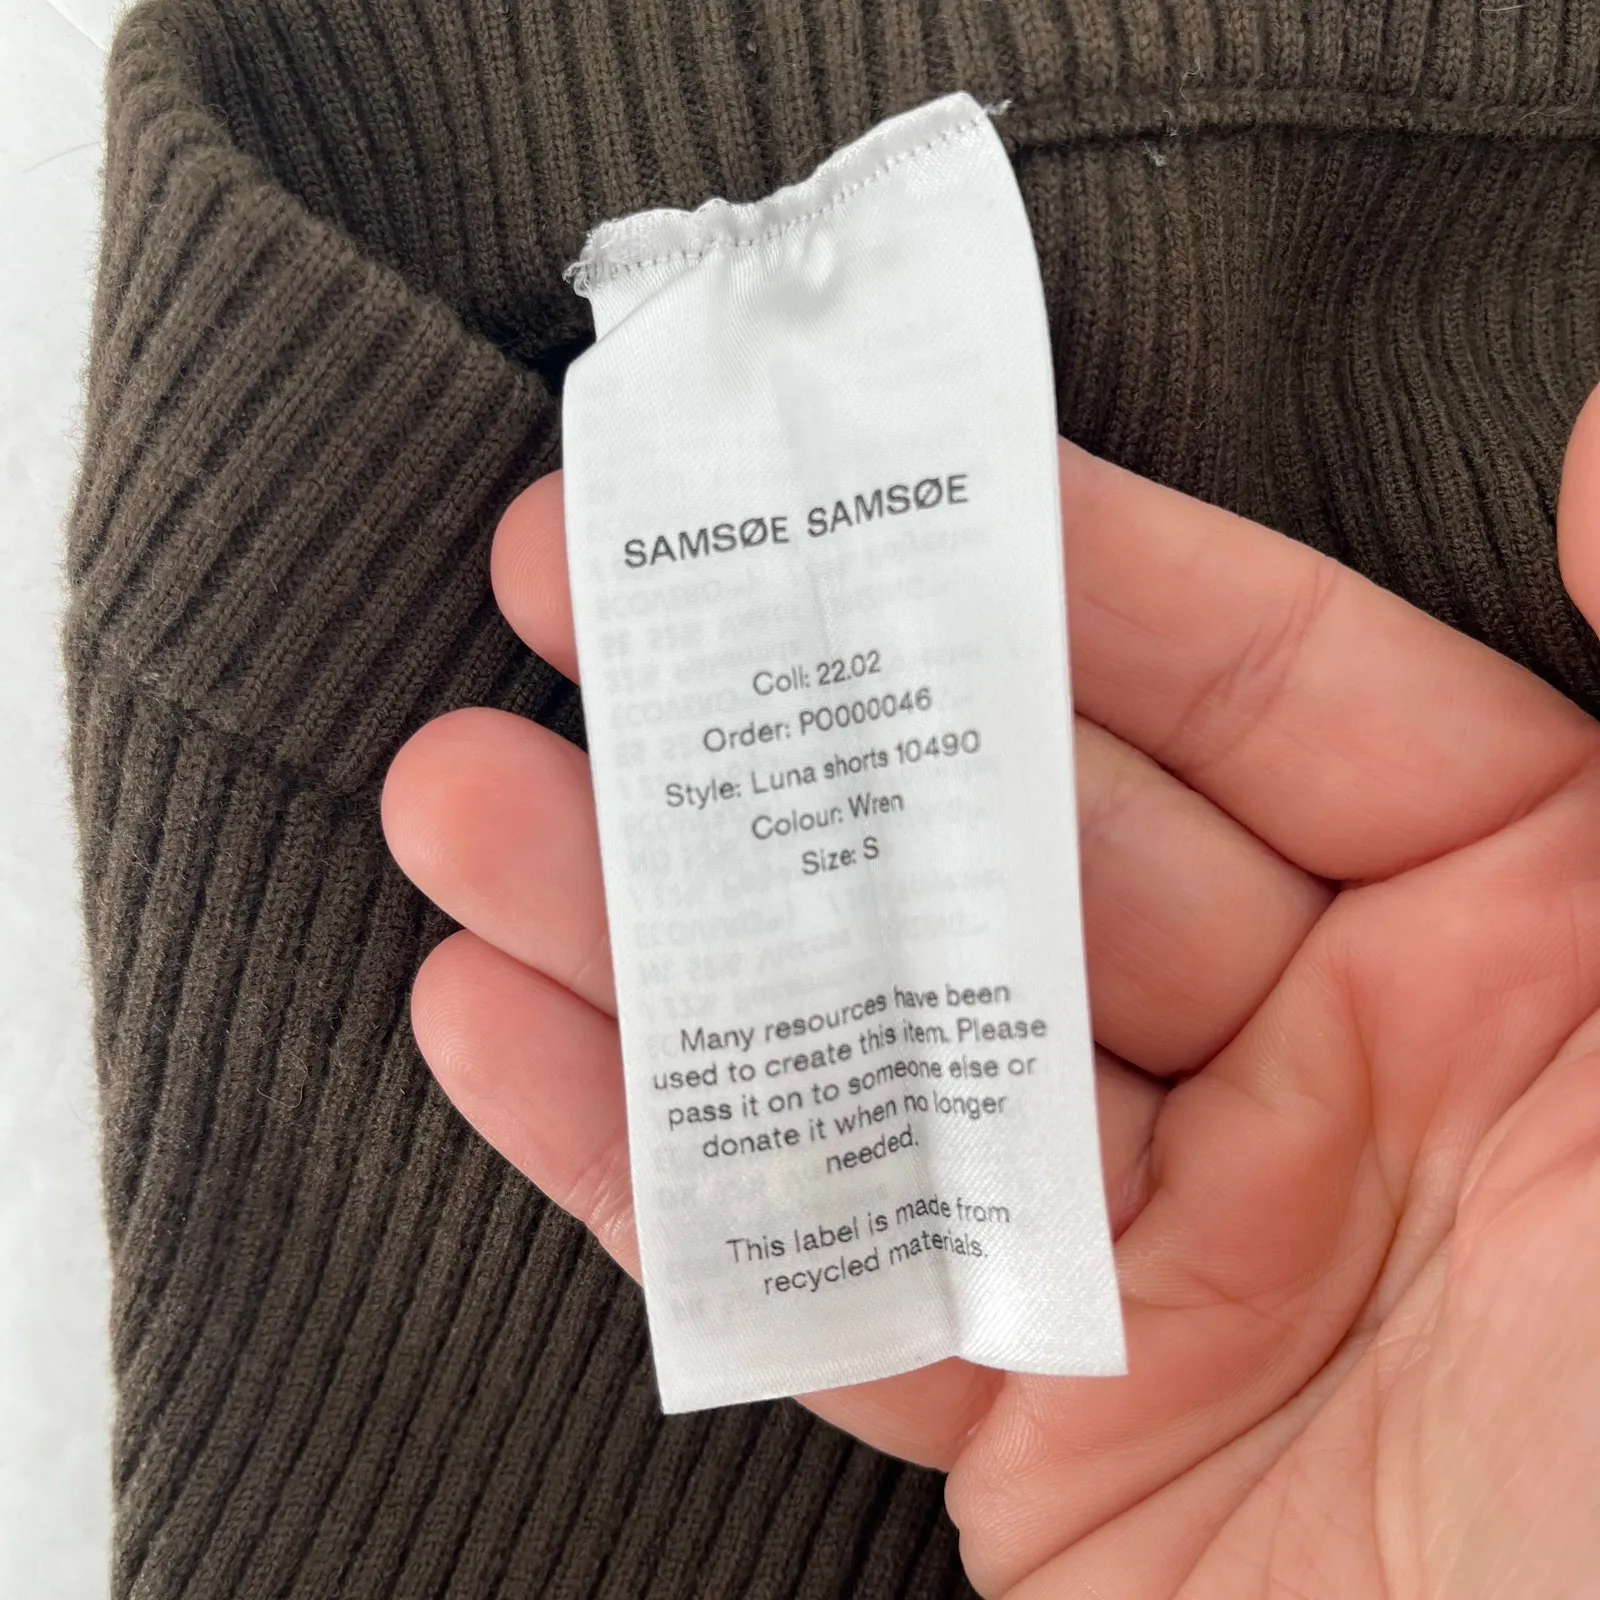 SAMSØE SAMSØE
Coll: 22.02
Order: PO000046
Style: Luna shorts 10490
Colour: Wren
Size: S
Many resources have been
used to create this item. Please
pass it on to someone else or
donate it when no longer
needed.
This label is made from
recycled materials.